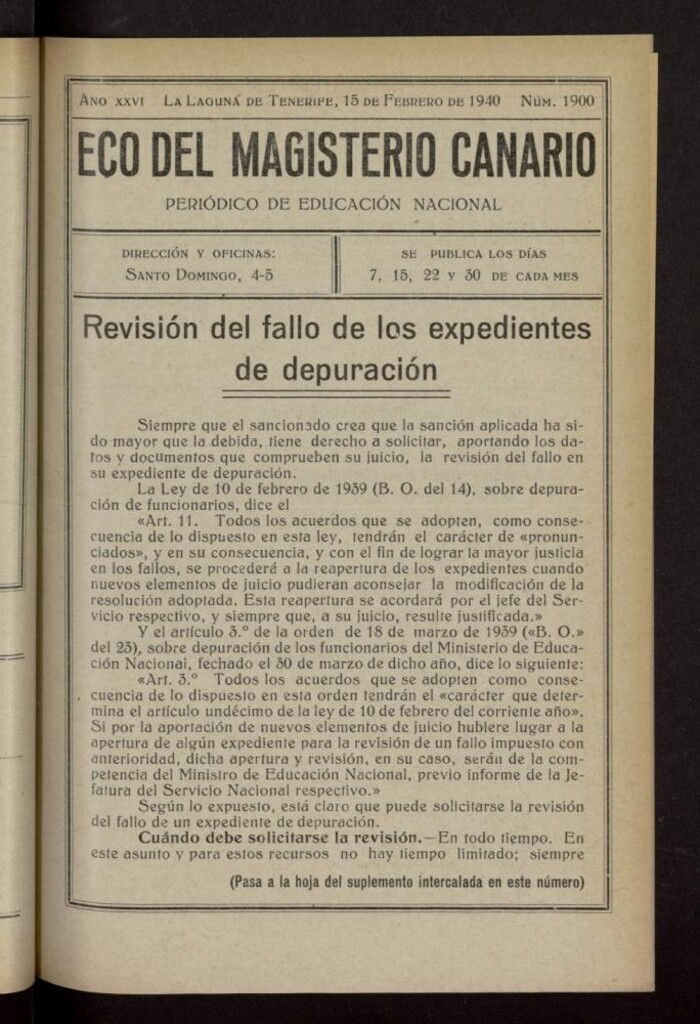 Año XXVI La Laguna de Tenerife, 15 de Febrero de 1940 Núm. 1900
ECO DEL MAGISTERIO CANARIO
PERIÓDICO DE EDUCACIÓN NACIONAL
DIRECCIÓN Y OFICINAS:
Santo Domingo, 4-5
SE PUBLICA LOS DÍAS
7, 15, 22 y 30 DE CADA MES
Revisión del fallo de los expedientes
de depuración
Siempre que el sancionado crea que la sanción aplicada ha si-
do mayor que la debida, tiene derecho a solicitar, aportando los da-
tos y documentos que comprueben su juicio, la revisión del fallo en
su expediente de depuración.
La Ley de 10 de febrero de 1939 (B. O. del 14), sobre depura-
ción de funcionarios, dice el
«Art. 11. Todos los acuerdos que se adopten, como conse-
cuencia de lo dispuesto en esta ley, tendrán el carácter de «pronun-
ciados», y en su consecuencia, y con el fin de lograr la mayor justicia
en los fallos, se procederá a la reapertura de los expedientes cuando
nuevos elementos de juicio pudieran aconsejar la modificación de la
resolución adoptada. Esta reapertura se acordará por el jefe del Ser-
vicio respectivo, y siempre que, a su juicio, resulte justificada.»
Y el artículo 3.º de la orden de 18 de marzo de 1939 («B. O.»
del 23), sobre depuración de los funcionarios del Ministerio de Educa-
ción Nacional, fechado el 30 de marzo de dicho año, dice lo siguiente:
«Art. 3.º Todos los acuerdos que se adopten como conse-
cuencia de lo dispuesto en esta orden tendrán el «carácter que deter-
mina el artículo undécimo de la ley de 10 de febrero del corriente año».
Si por la aportación de nuevos elementos de juicio hubiere lugar a la
apertura de algún expediente para la revisión de un fallo impuesto con
anterioridad, dicha apertura y revisión, en su caso, serán de la com-
petencia del Ministro de Educación Nacional, previo informe de la Je-
fatura del Servicio Nacional respectivo.»
Según lo expuesto, está claro que puede solicitarse la revisión
del fallo de un expediente de depuración.
Cuándo debe solicitarse la revisión.—En todo tiempo. En
este asunto y para estos recursos no hay tiempo limitado; siempre
(Pasa a la hoja del suplemento intercalada en este número)